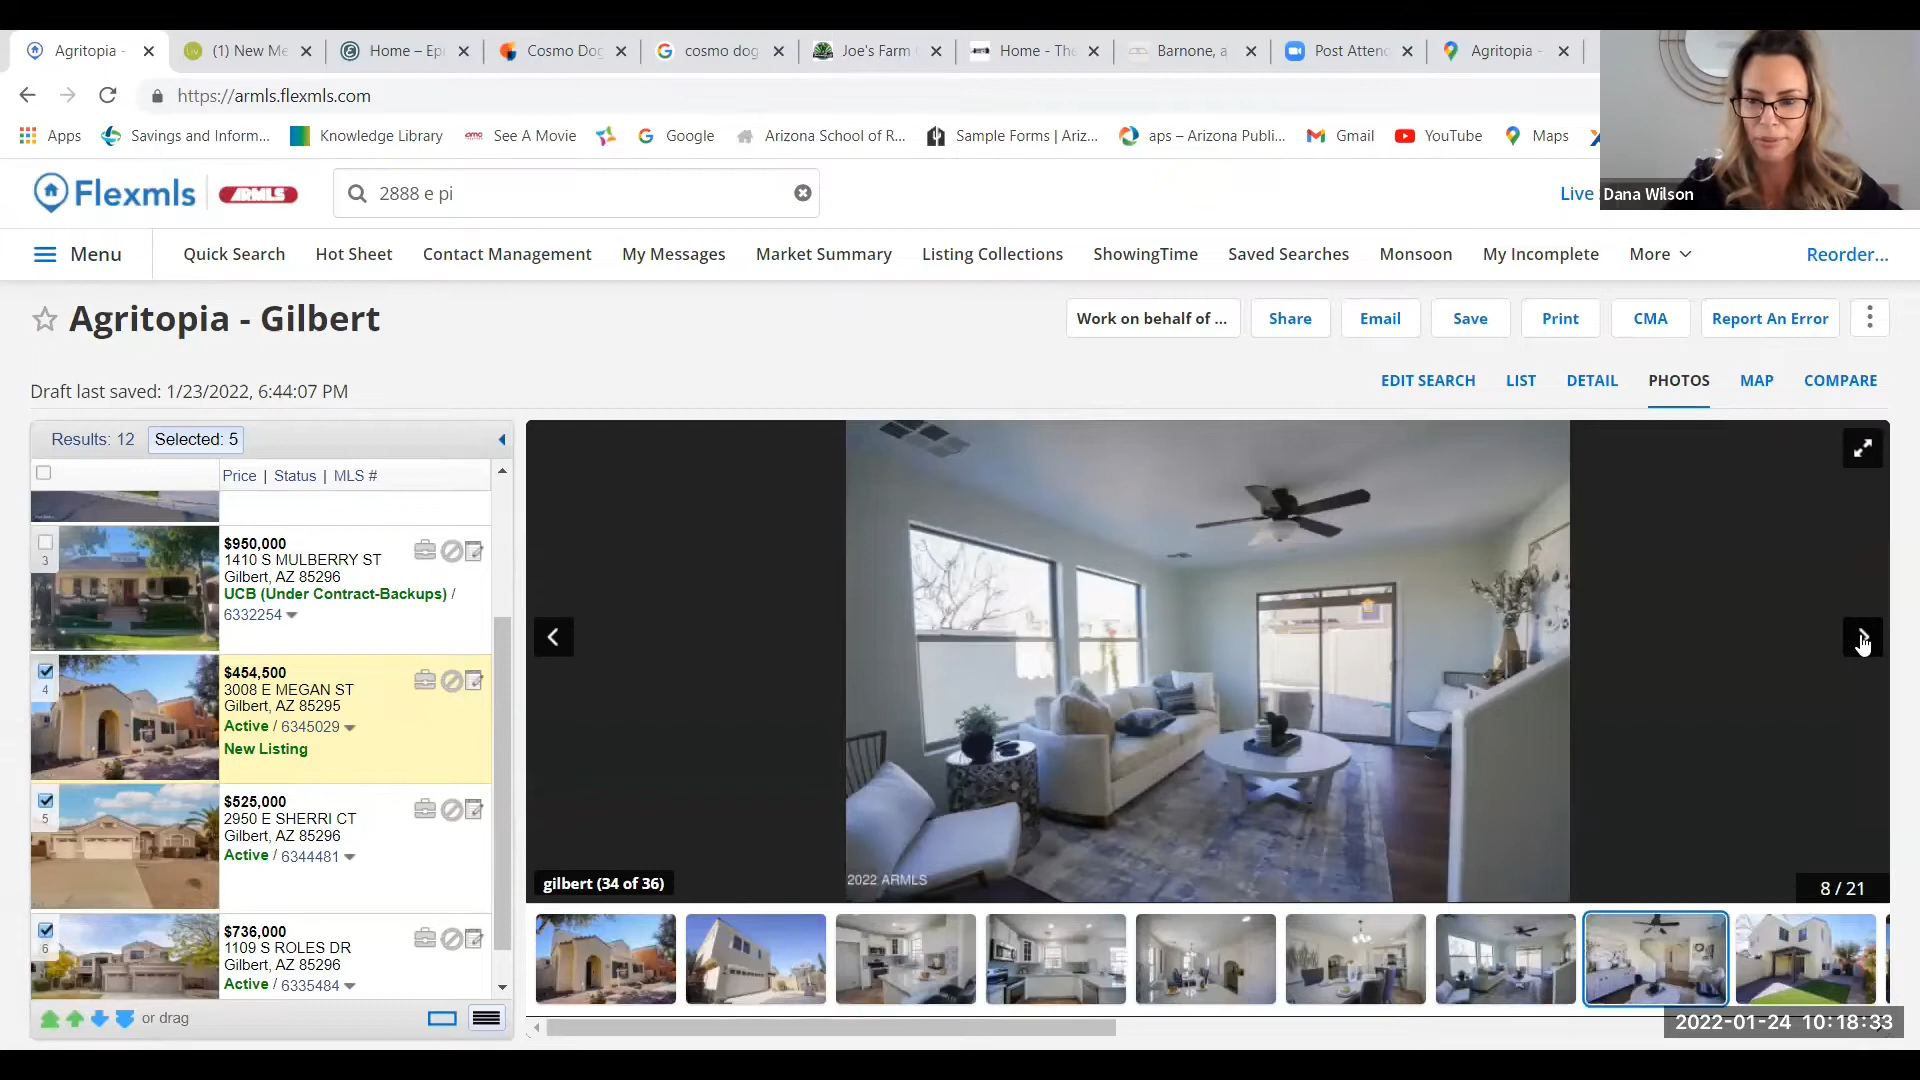 Agritopia -
(1) New Me
Home – Ep
Cosmo Dog
cosmo dog
Joe's Farm
Home - The
Barnone, a
Post Atten
Agritopia -
https://armls.flexmls.com
Apps
Savings and Inform...
Knowledge Library
amc
See A Movie
Google
Arizona School of R...
Sample Forms | Ariz...
aps – Arizona Publi...
Gmail
YouTube
Maps
Flexmls
ARMLS
2888 e pi
Live
Dana Wilson
Menu
Quick Search
Hot Sheet
Contact Management
My Messages
Market Summary
Listing Collections
ShowingTime
Saved Searches
Monsoon
My Incomplete
More
Reorder...
Agritopia - Gilbert
Work on behalf of ...
Share
Email
Save
Print
CMA
Report An Error
Draft last saved: 1/23/2022, 6:44:07 PM
EDIT SEARCH
LIST
DETAIL
PHOTOS
MAP
COMPARE
Results: 12
Selected: 5
Price | Status | MLS #
3
$950,000
1410 S MULBERRY ST
Gilbert, AZ 85296
UCB (Under Contract-Backups) /
6332254
4
$454,500
3008 E MEGAN ST
Gilbert, AZ 85295
Active / 6345029
New Listing
5
$525,000
2950 E SHERRI CT
Gilbert, AZ 85296
Active / 6344481
6
$736,000
1109 S ROLES DR
Gilbert, AZ 85296
Active / 6335484
or drag
2022 ARMLS
gilbert (34 of 36)
8 / 21
2022-01-24 10:18:33